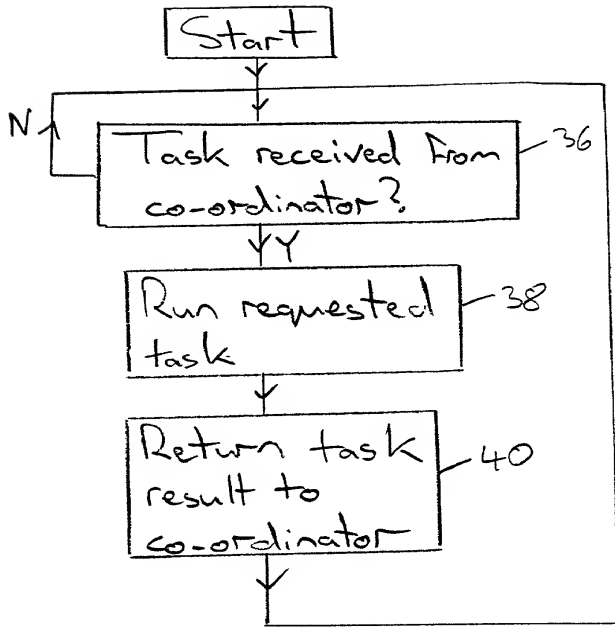 Start
N
Task received from
co-ordinator?
36
Y
Run requested
task
38
Return task
result to
co-ordinator
40